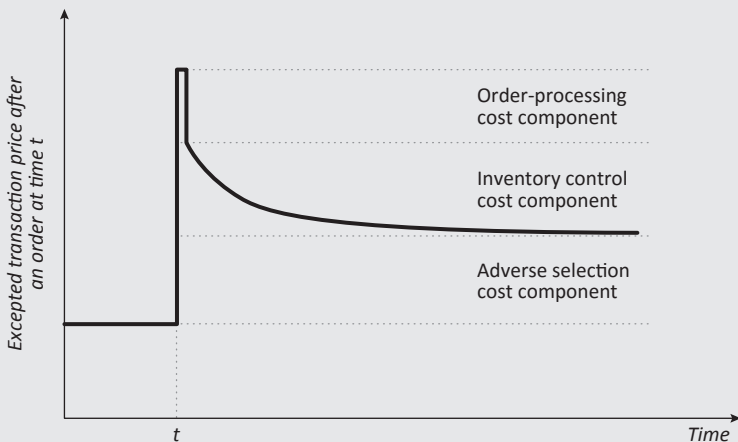 Excepted transaction price after
an order at time t
Order-processing
cost component
Inventory control
cost component
Adverse selection
cost component
t
Time